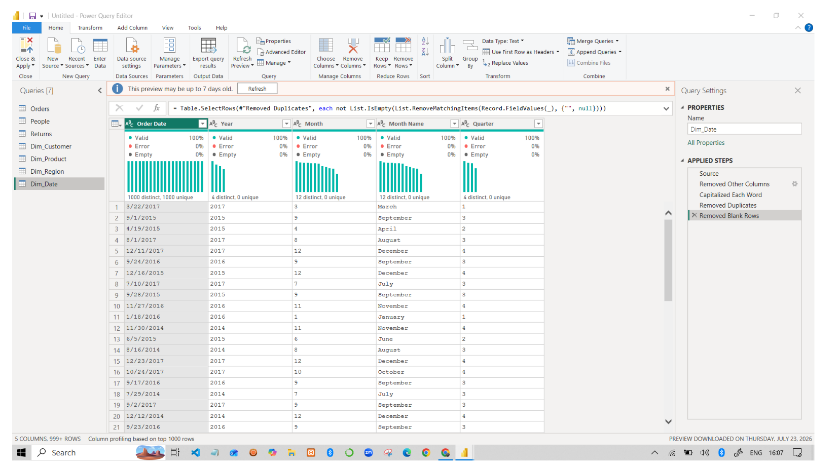 Untitled - Power Query Editor
File Home Transform Add Column View Tools Help
Close & Apply New Source Recent Sources Enter Data Data source settings Manage Parameters Export query results Refresh Preview Properties Advanced Editor Manage Choose Columns Remove Columns Keep Rows Remove Rows Split Column Group By Data Type: Text Use First Row as Headers Replace Values Merge Queries Append Queries Combine Files
Close New Query Data Sources Parameters Output Data Query Manage Columns Reduce Rows Sort Transform Combine
Queries [7]
Orders
People
Returns
Dim_Customer
Dim_Product
Dim_Region
Dim_Date
This preview may be up to 7 days old. Refresh
= Table.SelectRows(#"Removed Duplicates", each not List.IsEmpty(List.RemoveMatchingItems(Record.FieldValues(_), {"", null})))
Order Date Year Month Month Name Quarter
Valid 100% Valid 100% Valid 100% Valid 100% Valid 100%
Error 0% Error 0% Error 0% Error 0% Error 0%
Empty 0% Empty 0% Empty 0% Empty 0% Empty 0%
1000 distinct, 1000 unique 4 distinct, 0 unique 12 distinct, 0 unique 12 distinct, 0 unique 4 distinct, 0 unique
1 3/22/2017 2017 3 March 1
2 9/1/2015 2015 9 September 3
3 4/19/2015 2015 4 April 2
4 8/1/2017 2017 8 August 3
5 12/11/2017 2017 12 December 4
6 9/24/2016 2016 9 September 3
7 12/16/2015 2015 12 December 4
8 7/10/2017 2017 7 July 3
9 9/28/2015 2015 9 September 3
10 11/27/2016 2016 11 November 4
11 1/18/2016 2016 1 January 1
12 11/30/2014 2014 11 November 4
13 6/5/2015 2015 6 June 2
14 8/16/2014 2014 8 August 3
15 12/23/2017 2017 12 December 4
16 10/24/2017 2017 10 October 4
17 9/17/2016 2016 9 September 3
18 7/29/2014 2014 7 July 3
19 9/2/2017 2017 9 September 3
20 12/12/2014 2014 12 December 4
21 9/23/2016 2016 9 September 3
Query Settings
PROPERTIES
Name
Dim_Date
All Properties
APPLIED STEPS
Source
Removed Other Columns
Capitalized Each Word
Removed Duplicates
Removed Blank Rows
5 COLUMNS, 999+ ROWS Column profiling based on top 1000 rows PREVIEW DOWNLOADED ON THURSDAY, JULY 23, 2026
Search ENG 16:07